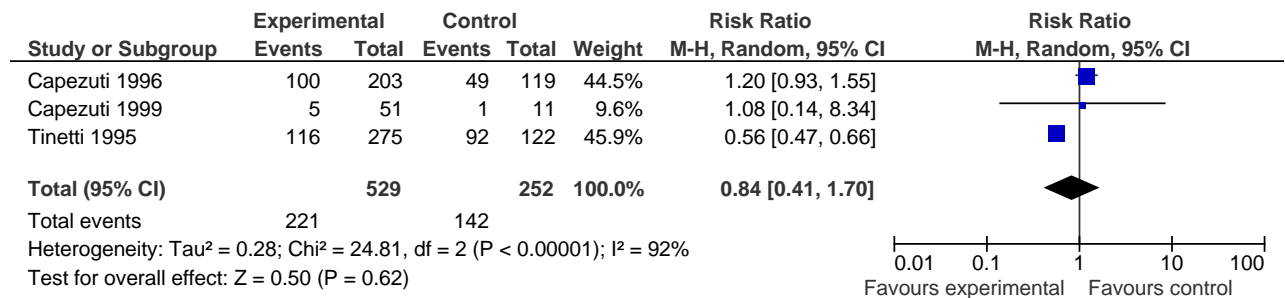 Experimental Control Risk Ratio Risk Ratio
Study or Subgroup Events Total Events Total Weight M-H, Random, 95% CI M-H, Random, 95% CI
Capezuti 1996 100 203 49 119 44.5% 1.20 [0.93, 1.55]
Capezuti 1999 5 51 1 11 9.6% 1.08 [0.14, 8.34]
Tinetti 1995 116 275 92 122 45.9% 0.56 [0.47, 0.66]
Total (95% CI) 529 252 100.0% 0.84 [0.41, 1.70]
Total events 221 142
Heterogeneity: Tau² = 0.28; Chi² = 24.81, df = 2 (P < 0.00001); I² = 92%
Test for overall effect: Z = 0.50 (P = 0.62)
0.01 0.1 1 10 100
Favours experimental Favours control